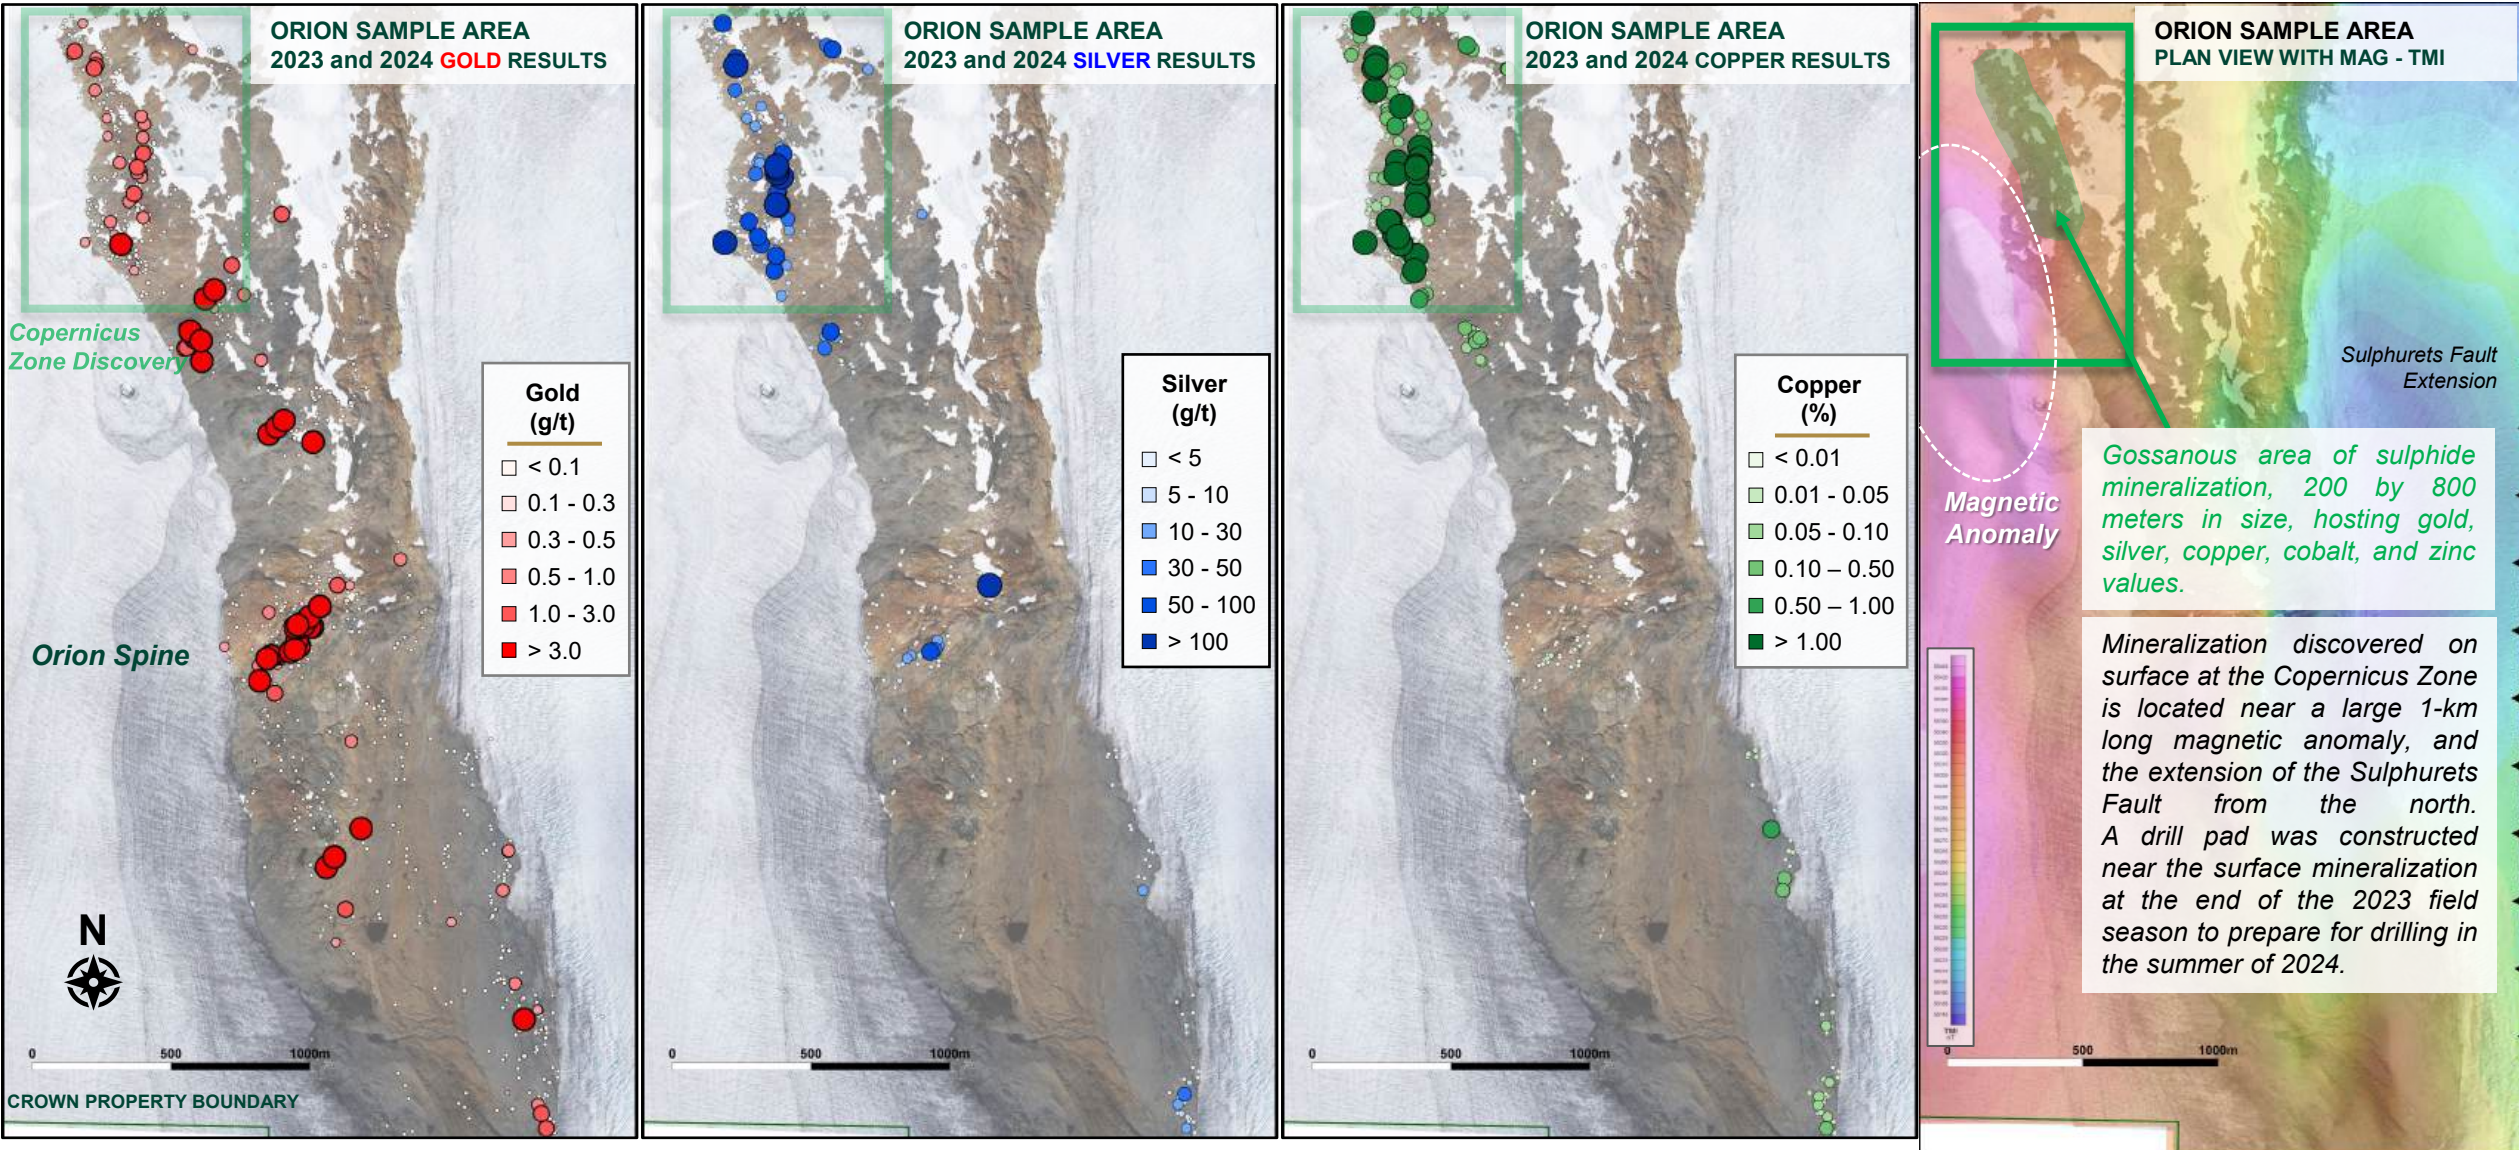 ORION SAMPLE AREA
2023 and 2024 GOLD RESULTS
Copernicus
Zone Discovery
Gold
(g/t)
< 0.1
0.1 - 0.3
0.3 - 0.5
0.5 - 1.0
1.0 - 3.0
> 3.0
Orion Spine
N
0 500 1000m
CROWN PROPERTY BOUNDARY
ORION SAMPLE AREA
2023 and 2024 SILVER RESULTS
Silver
(g/t)
< 5
5 - 10
10 - 30
30 - 50
50 - 100
> 100
0 500 1000m
ORION SAMPLE AREA
2023 and 2024 COPPER RESULTS
Copper
(%)
< 0.01
0.01 - 0.05
0.05 - 0.10
0.10 – 0.50
0.50 – 1.00
> 1.00
0 500 1000m
ORION SAMPLE AREA
PLAN VIEW WITH MAG - TMI
Sulphurets Fault
Extension
Magnetic
Anomaly
Gossanous area of sulphide
mineralization, 200 by 800
meters in size, hosting gold,
silver, copper, cobalt, and zinc
values.
Mineralization discovered on
surface at the Copernicus Zone
is located near a large 1-km
long magnetic anomaly, and
the extension of the Sulphurets
Fault from the north.
A drill pad was constructed
near the surface mineralization
at the end of the 2023 field
season to prepare for drilling in
the summer of 2024.
TMI
nT
0 500 1000m